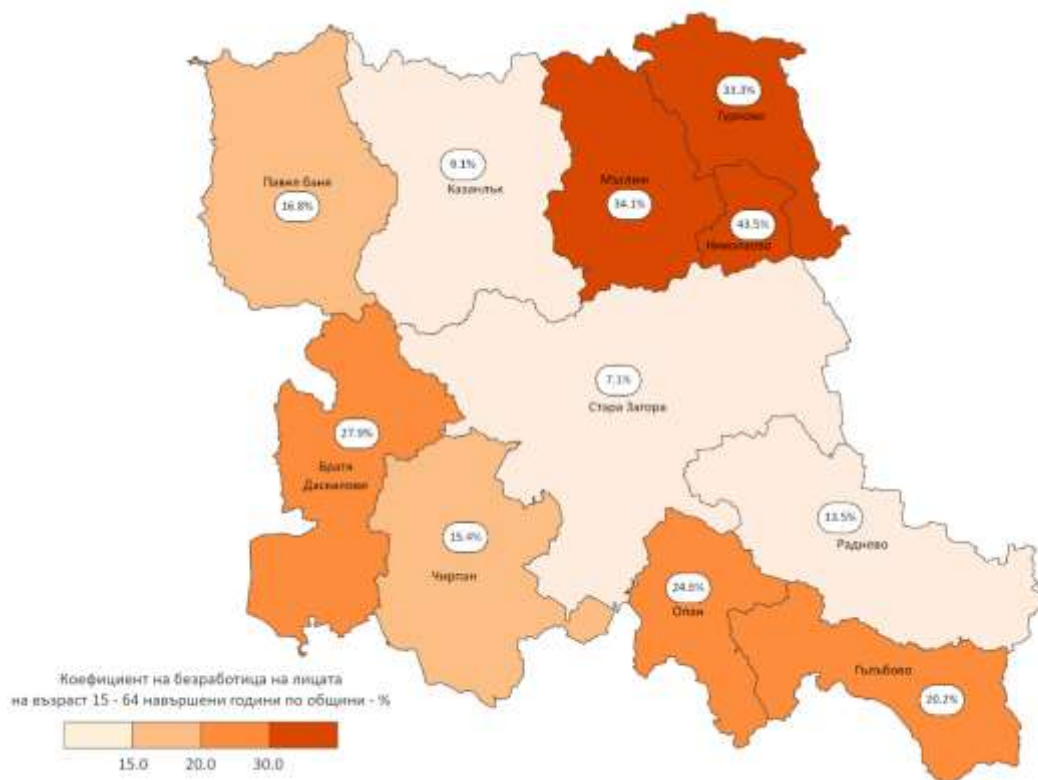 33.3%
Гурково
9.1%
Казанлък
Павел баня
16.8%
Мъглиж
34.1%
43.5%
Николаево
7.1%
Стара Загора
27.9%
Братя
Даскалови
13.5%
Раднево
15.4%
Чирпан
Опан
Гълъбово
20.2%
Коефициент на безработица на лицата
на възраст 15 - 64 навършени години по общини - %
15.0
20.0
30.0